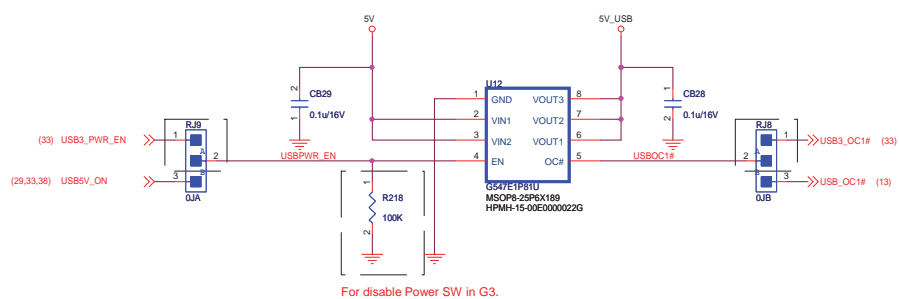 5V
5V_USB
U12
2
CB29
1
0.1u/16V
1 GND VOUT3 8
2 VIN1 VOUT2 7
3 VIN2 VOUT1 6
4 EN OC# 5
1
CB28
2
0.1u/16V
RJ9
RJ8
(33) USB3_PWR_EN
1
A
2
USBPWR_EN
USBOC1#
2
A
1
USB3_OC1# (33)
(29,33,38) USB5V_ON
3
B
0JA
B
3
USB_OC1# (13)
0JB
G547E1P81U
MSOP8-25P6X189
HPMH-15-00E0000022G
1
R218
100K
2
For disable Power SW in G3.